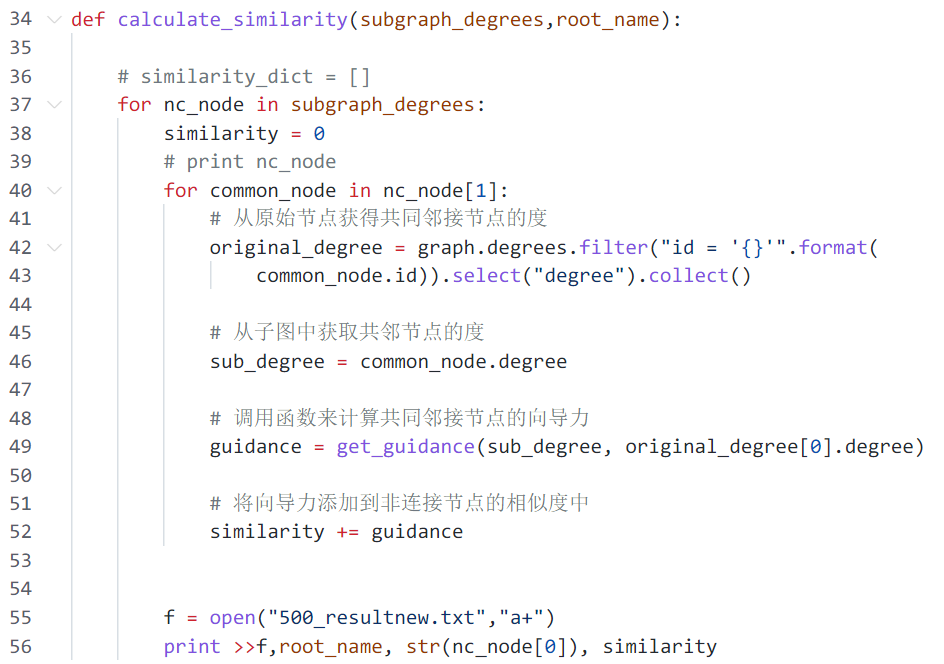 34 def calculate_similarity(subgraph_degrees,root_name):
35
36 # similarity_dict = []
37 for nc_node in subgraph_degrees:
38 similarity = 0
39 # print nc_node
40 for common_node in nc_node[1]:
41 # 从原始节点获得共同邻接节点的度
42 original_degree = graph.degrees.filter("id = '{}'".format(
43 common_node.id)).select("degree").collect()
44
45 # 从子图中获取共邻节点的度
46 sub_degree = common_node.degree
47
48 # 调用函数来计算共同邻接节点的向导力
49 guidance = get_guidance(sub_degree, original_degree[0].degree)
50
51 # 将向导力添加到非连接节点的相似度中
52 similarity += guidance
53
54
55 f = open("500_resultnew.txt","a+")
56 print >>f,root_name, str(nc_node[0]), similarity